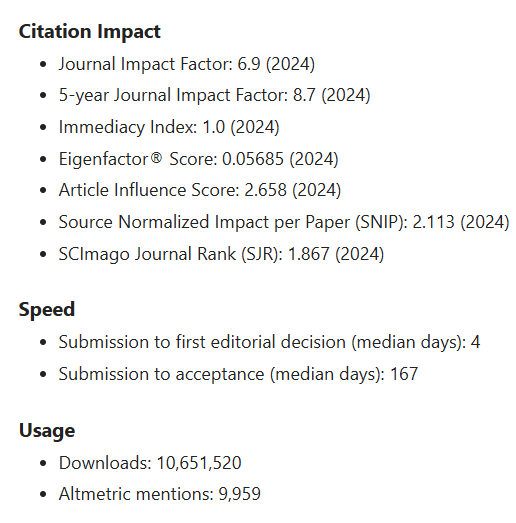 Citation Impact
• Journal Impact Factor: 6.9 (2024)
• 5-year Journal Impact Factor: 8.7 (2024)
• Immediacy Index: 1.0 (2024)
• Eigenfactor® Score: 0.05685 (2024)
• Article Influence Score: 2.658 (2024)
• Source Normalized Impact per Paper (SNIP): 2.113 (2024)
• SCImago Journal Rank (SJR): 1.867 (2024)
Speed
• Submission to first editorial decision (median days): 4
• Submission to acceptance (median days): 167
Usage
• Downloads: 10,651,520
• Altmetric mentions: 9,959